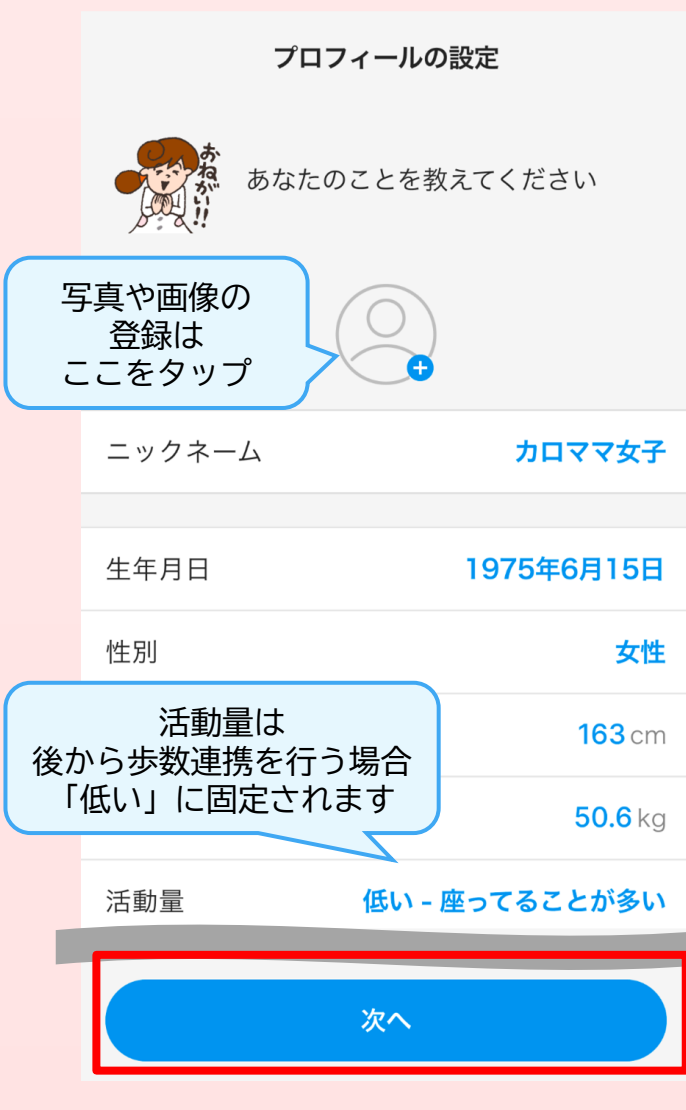 プロフィールの設定
おねがい!!
あなたのことを教えてください
写真や画像の
登録は
ここをタップ
ニックネーム カロママ女子
生年月日 1975年6月15日
性別 女性
163 cm
活動量は
後から歩数連携を行う場合
「低い」に固定されます
50.6 kg
活動量 低い - 座ってることが多い
次へ